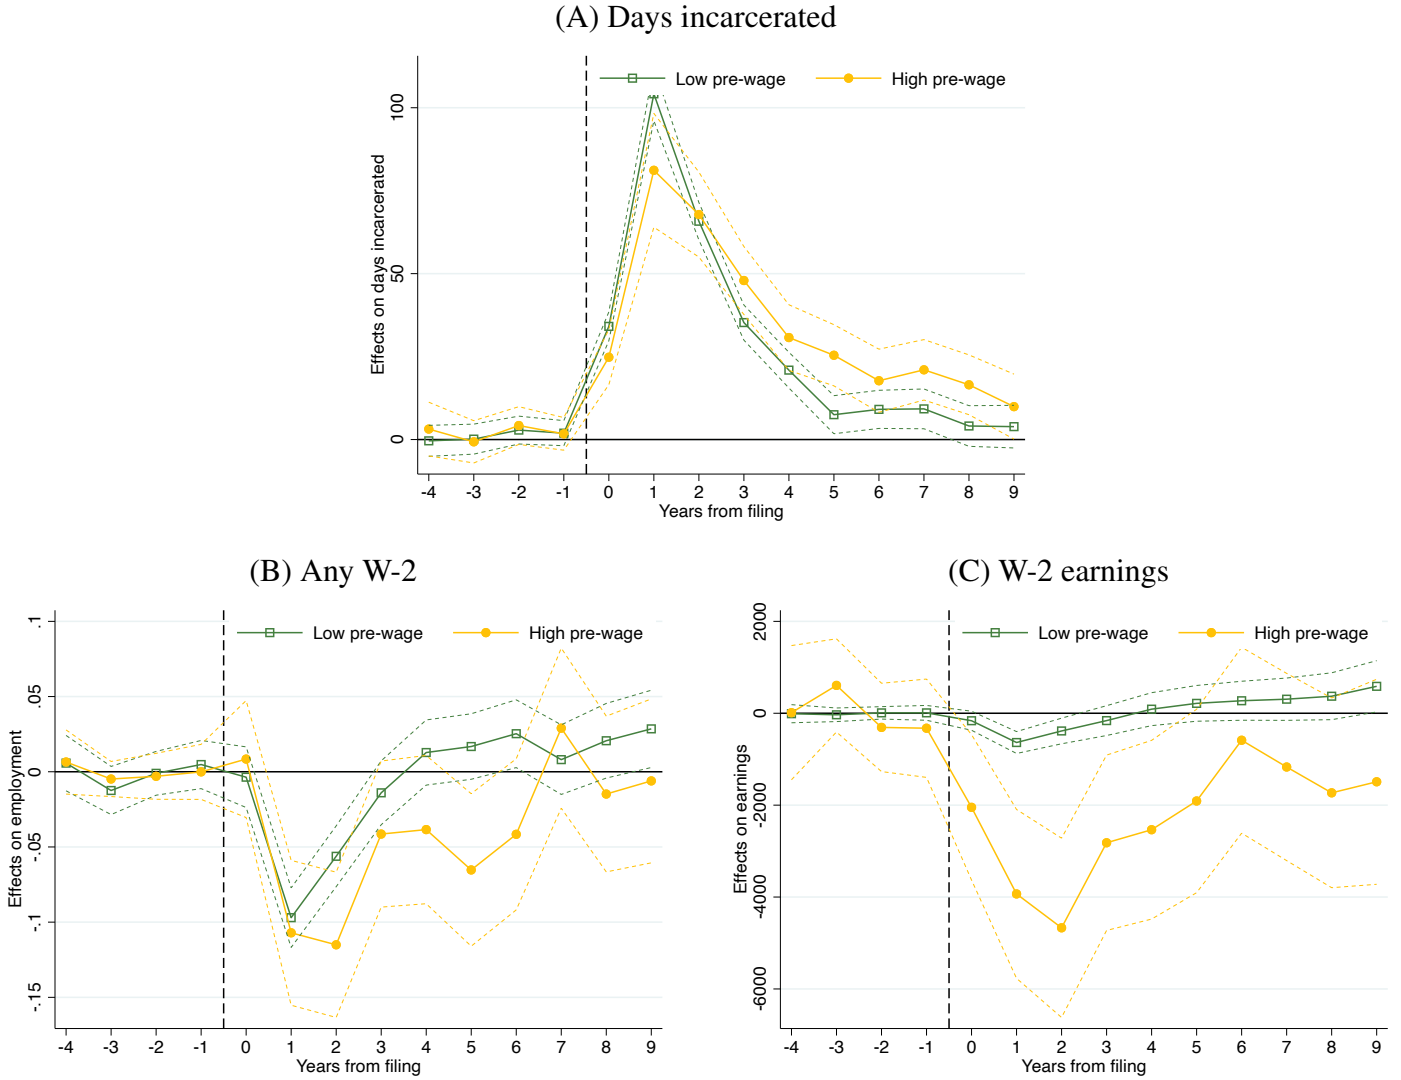 (A) Days incarcerated
Low pre-wage High pre-wage
Effects on days incarcerated
100
50
0
-4 -3 -2 -1 0 1 2 3 4 5 6 7 8 9
Years from filing
(B) Any W-2
Low pre-wage High pre-wage
Effects on employment
.1
.05
0
-.05
-.1
-.15
-4 -3 -2 -1 0 1 2 3 4 5 6 7 8 9
Years from filing
(C) W-2 earnings
Low pre-wage High pre-wage
Effects on earnings
2000
0
-2000
-4000
-6000
-4 -3 -2 -1 0 1 2 3 4 5 6 7 8 9
Years from filing